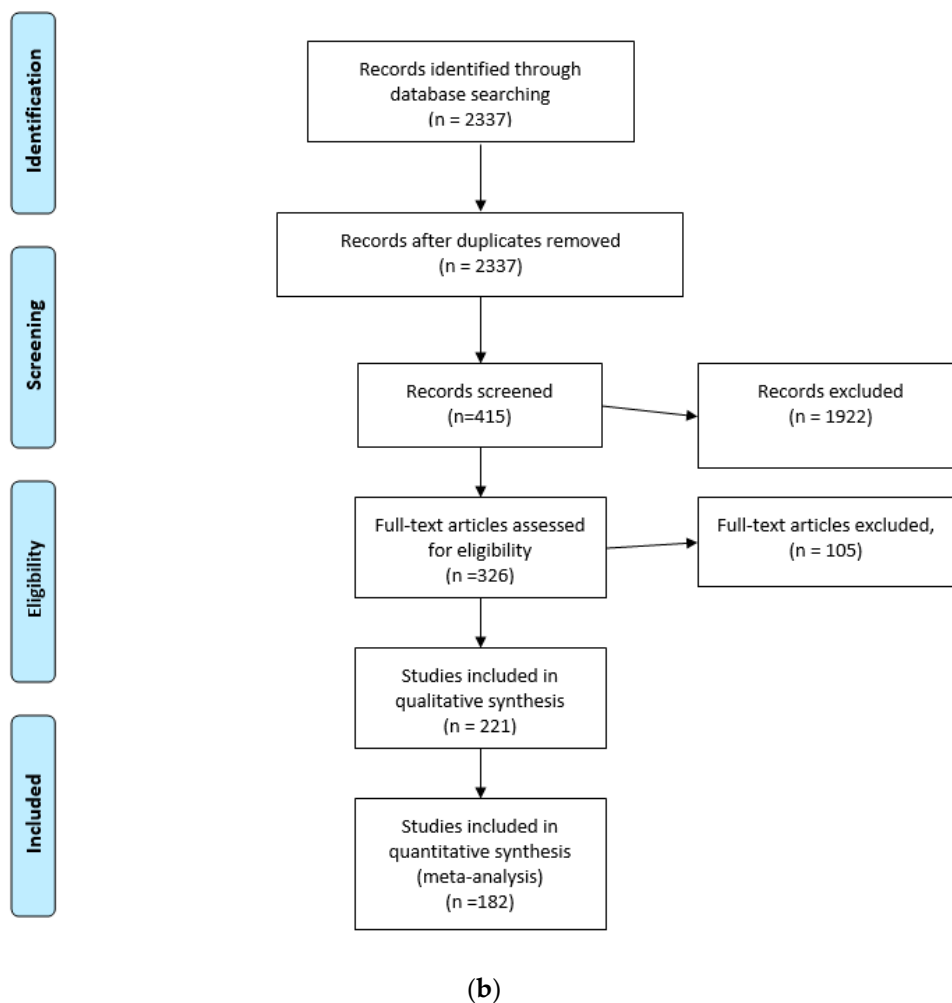 Identification
Records identified through
database searching
(n = 2337)
Records after duplicates removed
(n = 2337)
Screening
Records screened
(n=415)
Records excluded
(n = 1922)
Eligibility
Full-text articles assessed
for eligibility
(n =326)
Full-text articles excluded,
(n = 105)
Studies included in
qualitative synthesis
(n = 221)
Included
Studies included in
quantitative synthesis
(meta-analysis)
(n =182)
(b)